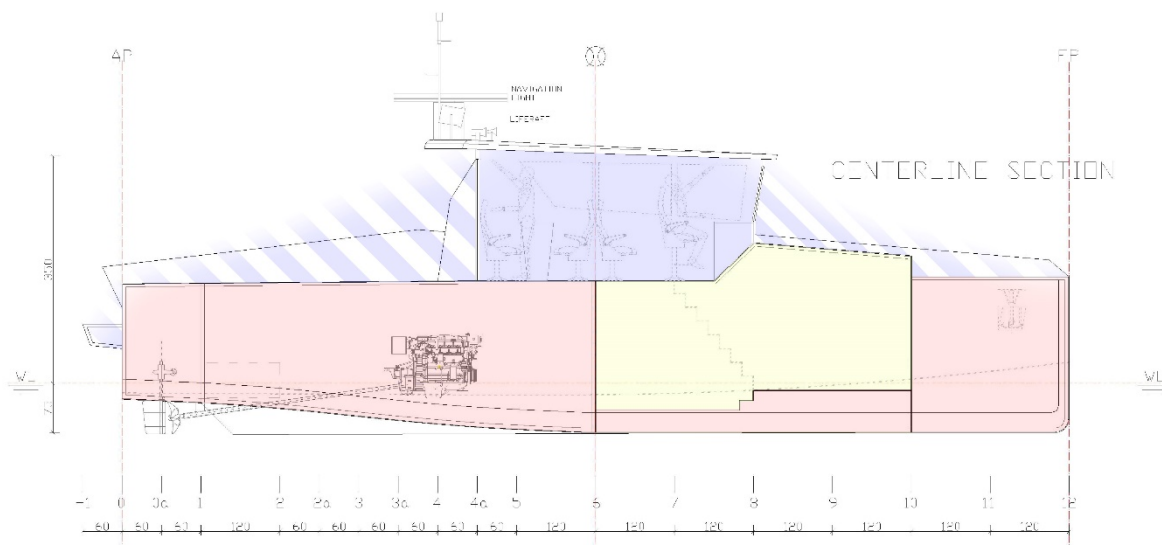 AP
FP
NAVIGATION
LIGHT
LIFERAFT
CENTERLINE SECTION
350
WL
WL
-1 0 0a 1 2 2a 3 3a 4 4a 5 6 7 8 9 10 11 12
60 60 60 120 60 60 60 60 60 60 120 120 120 120 120 120 120 120